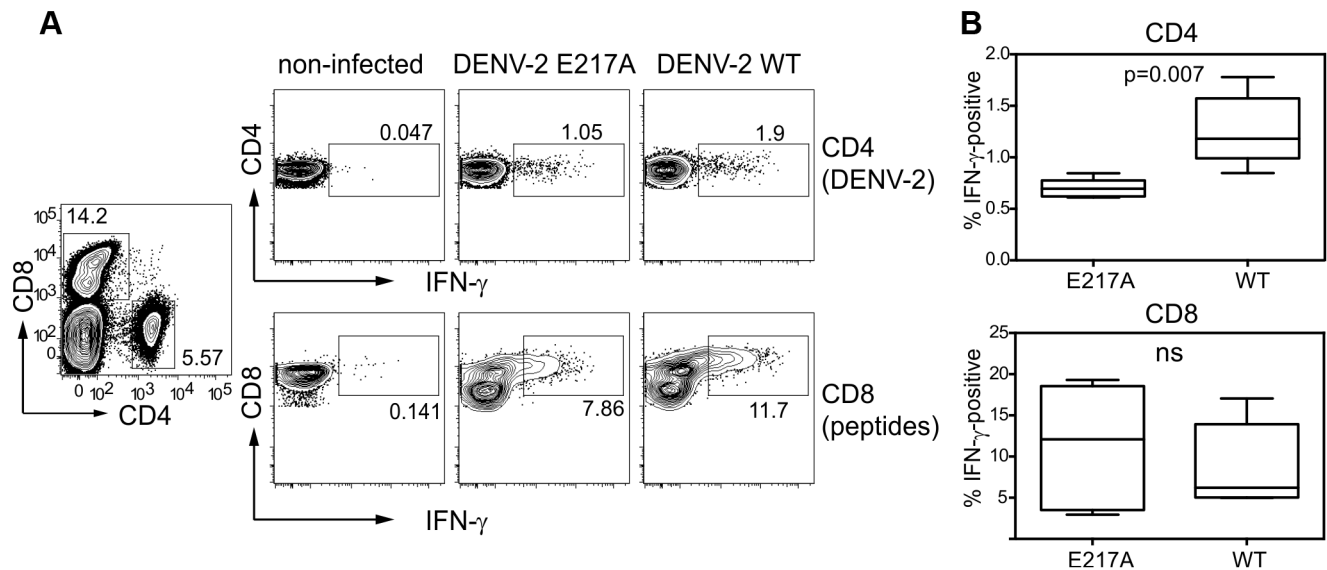 A
non-infected DENV-2 E217A DENV-2 WT
CD4
0.047
1.05
1.9
CD4
(DENV-2)
IFN-γ
CD8
10⁵
10⁴
10³
10²
0
14.2
5.57
0 10² 10³ 10⁴ 10⁵
CD4
CD8
0.141
7.86
11.7
CD8
(peptides)
IFN-γ
B
CD4
% IFN-γ-positive
2.0
1.5
1.0
0.5
0.0
p=0.007
E217A WT
CD8
% IFN-γ-positive
25
20
15
10
5
ns
E217A WT